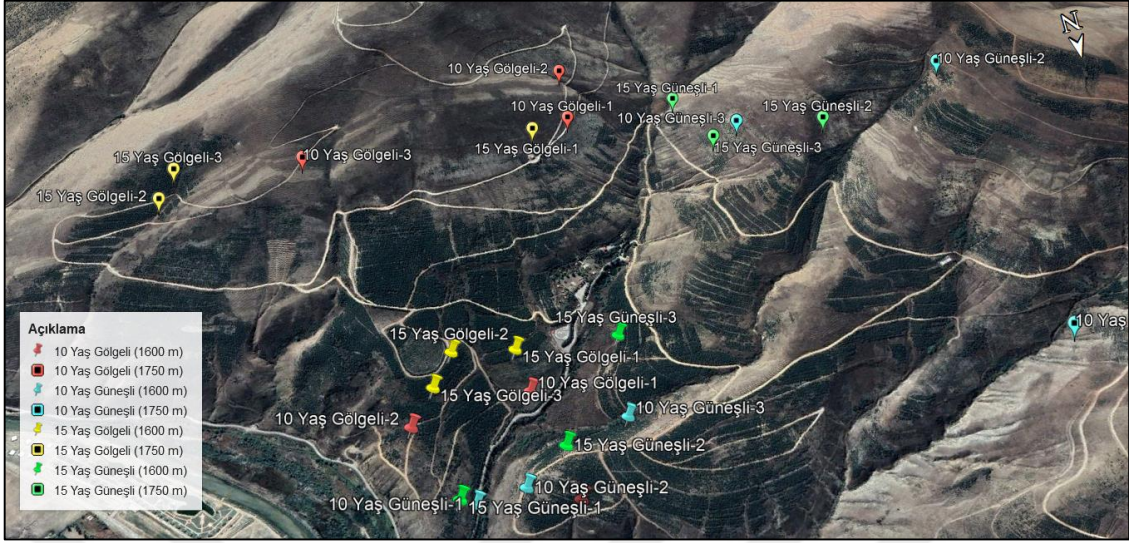 N
10 Yaş Güneşli-2
10 Yaş Gölgeli-2
15 Yaş Güneşli-1
10 Yaş Gölgeli-1
10 Yaş Güneşli-3
15 Yaş Güneşli-2
15 Yaş Gölgeli-1
15 Yaş Güneşli-3
15 Yaş Gölgeli-3
10 Yaş Gölgeli-3
15 Yaş Gölgeli-2
15 Yaş Güneşli-3
10 Yaş
15 Yaş Gölgeli-2
15 Yaş Gölgeli-1
10 Yaş Gölgeli-1
15 Yaş Gölgeli-3
10 Yaş Güneşli-3
10 Yaş Gölgeli-2
15 Yaş Güneşli-2
10 Yaş Güneşli-2
10 Yaş Güneşli-1
15 Yaş Güneşli-1
Açıklama
10 Yaş Gölgeli (1600 m)
10 Yaş Gölgeli (1750 m)
10 Yaş Güneşli (1600 m)
10 Yaş Güneşli (1750 m)
15 Yaş Gölgeli (1600 m)
15 Yaş Gölgeli (1750 m)
15 Yaş Güneşli (1600 m)
15 Yaş Güneşli (1750 m)